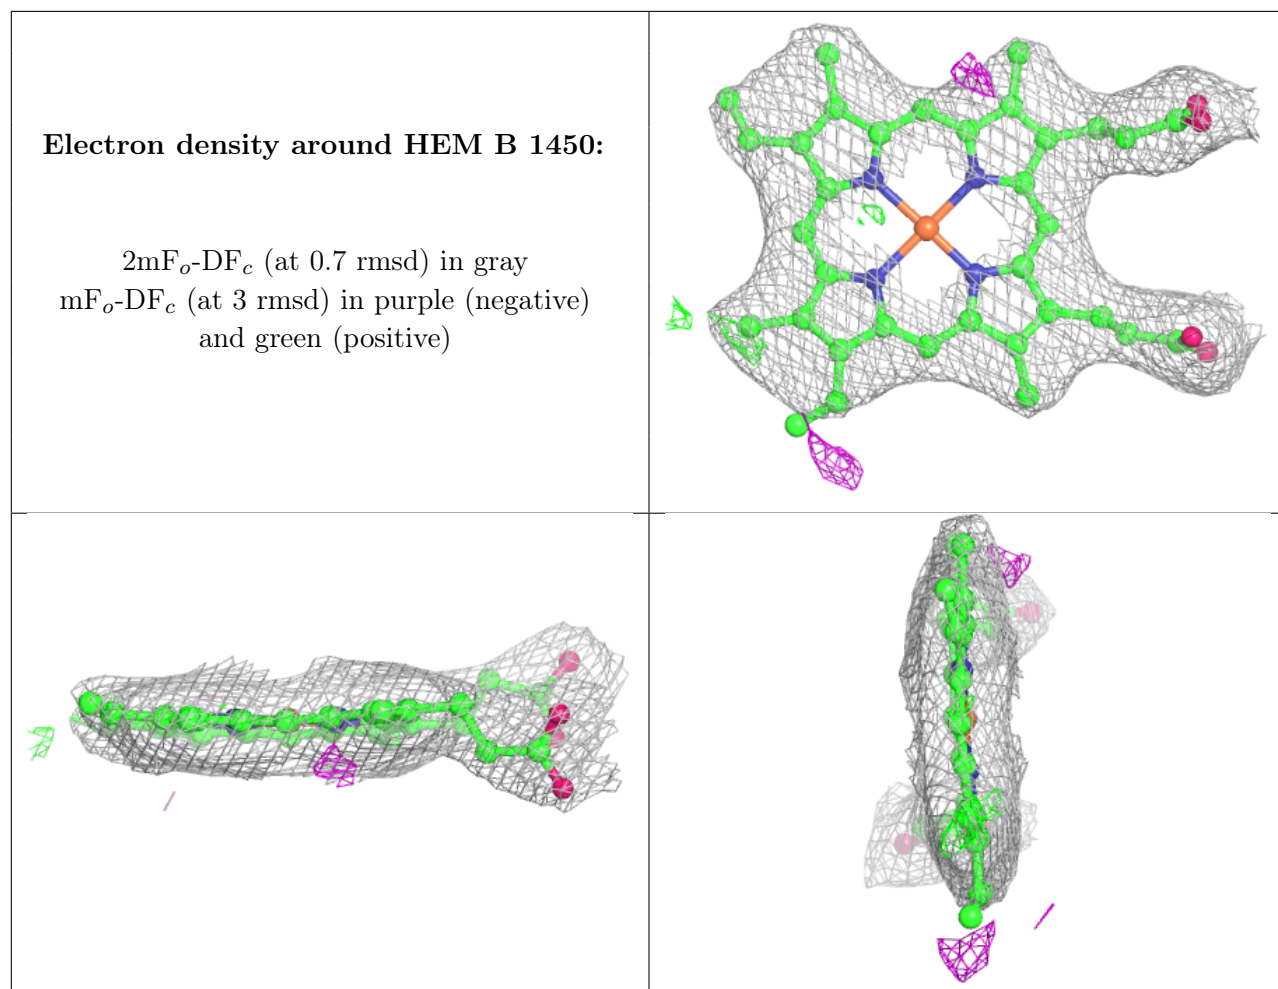 Electron density around HEM B 1450:
2mFo-DFc (at 0.7 rmsd) in gray
mFo-DFc (at 3 rmsd) in purple (negative)
and green (positive)